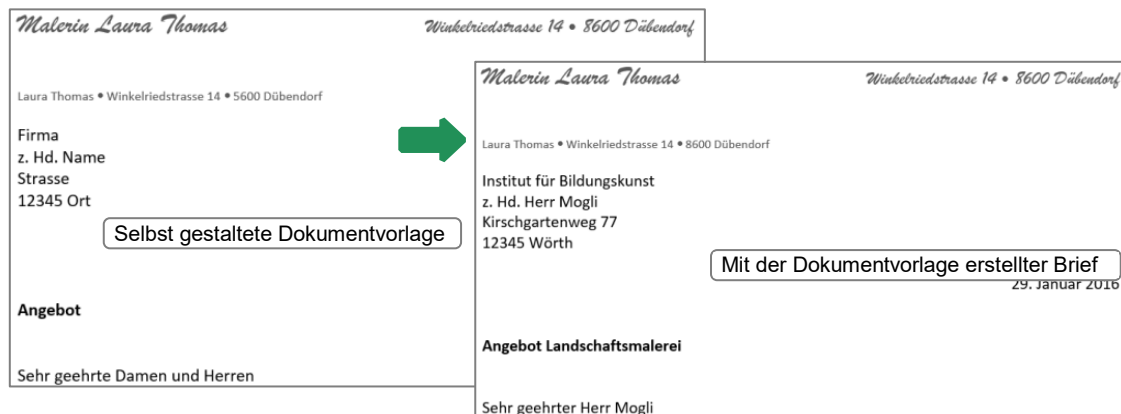 Malerin Laura Thomas
Winkelriedstrasse 14 • 8600 Dübendorf
Laura Thomas • Winkelriedstrasse 14 • 5600 Dübendorf
Firma
z. Hd. Name
Strasse
12345 Ort
Selbst gestaltete Dokumentvorlage
Angebot
Sehr geehrte Damen und Herren
Malerin Laura Thomas
Winkelriedstrasse 14 • 8600 Dübendorf
Laura Thomas • Winkelriedstrasse 14 • 8600 Dübendorf
Institut für Bildungskunst
z. Hd. Herr Mogli
Kirschgartenweg 77
12345 Wörth
Mit der Dokumentvorlage erstellter Brief
29. Januar 2016
Angebot Landschaftsmalerei
Sehr geehrter Herr Mogli